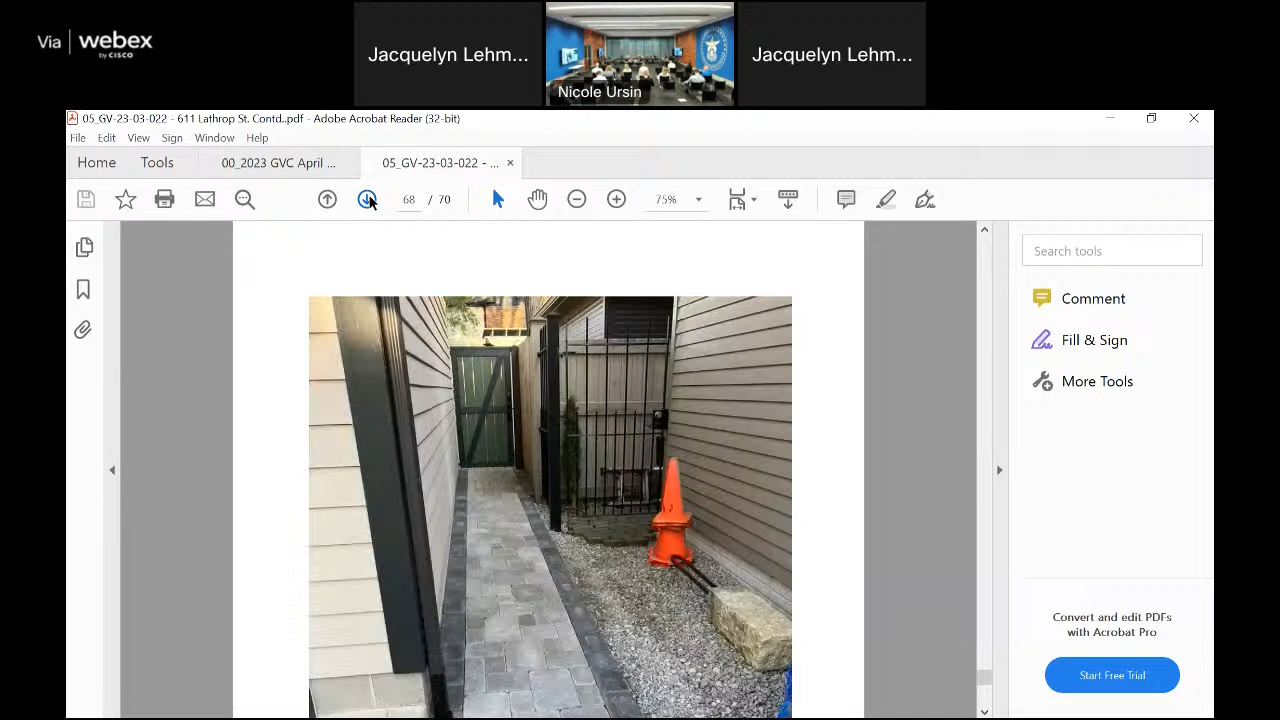 Via webex
by CISCO
Jacquelyn Lehm...
Nicole Ursin
Jacquelyn Lehm...
05_GV-23-03-022 - 611 Lathrop St. Contd..pdf - Adobe Acrobat Reader (32-bit)
File Edit View Sign Window Help
Home Tools 00_2023 GVC April ... 05_GV-23-03-022 - ... ×
68 / 70 75%
Search tools
Comment
Fill & Sign
More Tools
Convert and edit PDFs
with Acrobat Pro
Start Free Trial